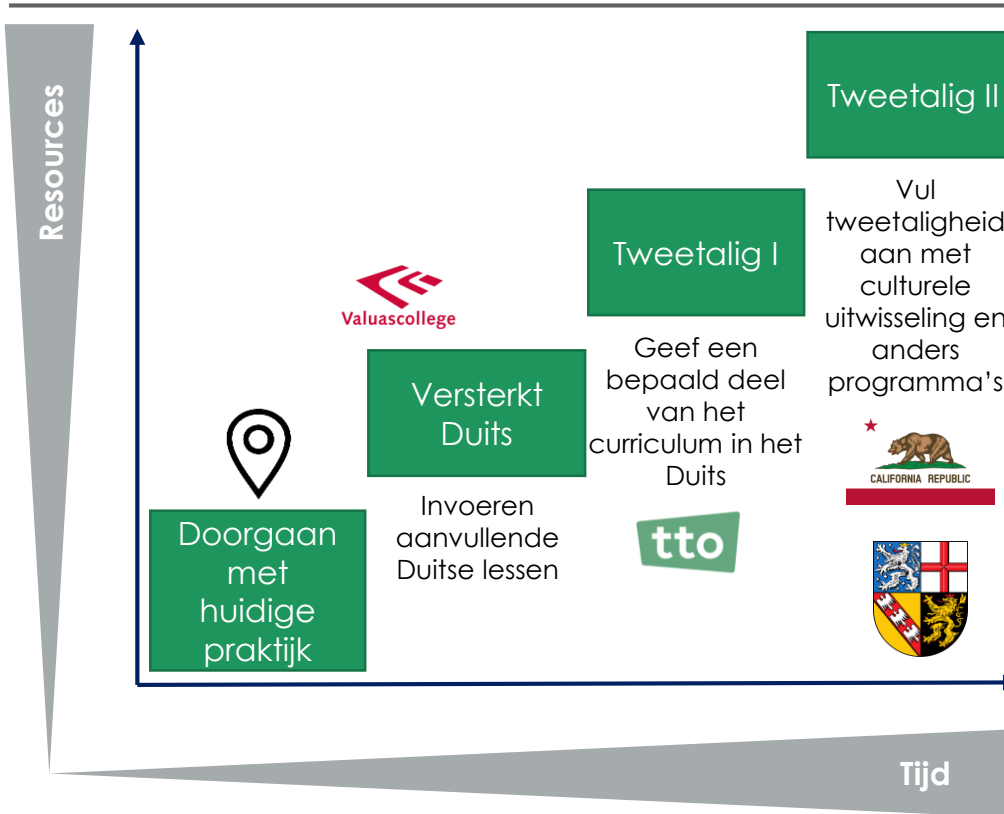 Resources
Tweetalig II
Vul
tweetaligheid
aan met
culturele
uitwisseling en
anders
programma's
CALIFORNIA REPUBLIC
Tweetalig I
Geef een
bepaald deel
van het
curriculum in het
Duits
tto
Valuascollege
Versterkt
Duits
Invoeren
aanvullende
Duitse lessen
Doorgaan
met
huidige
praktijk
Tijd